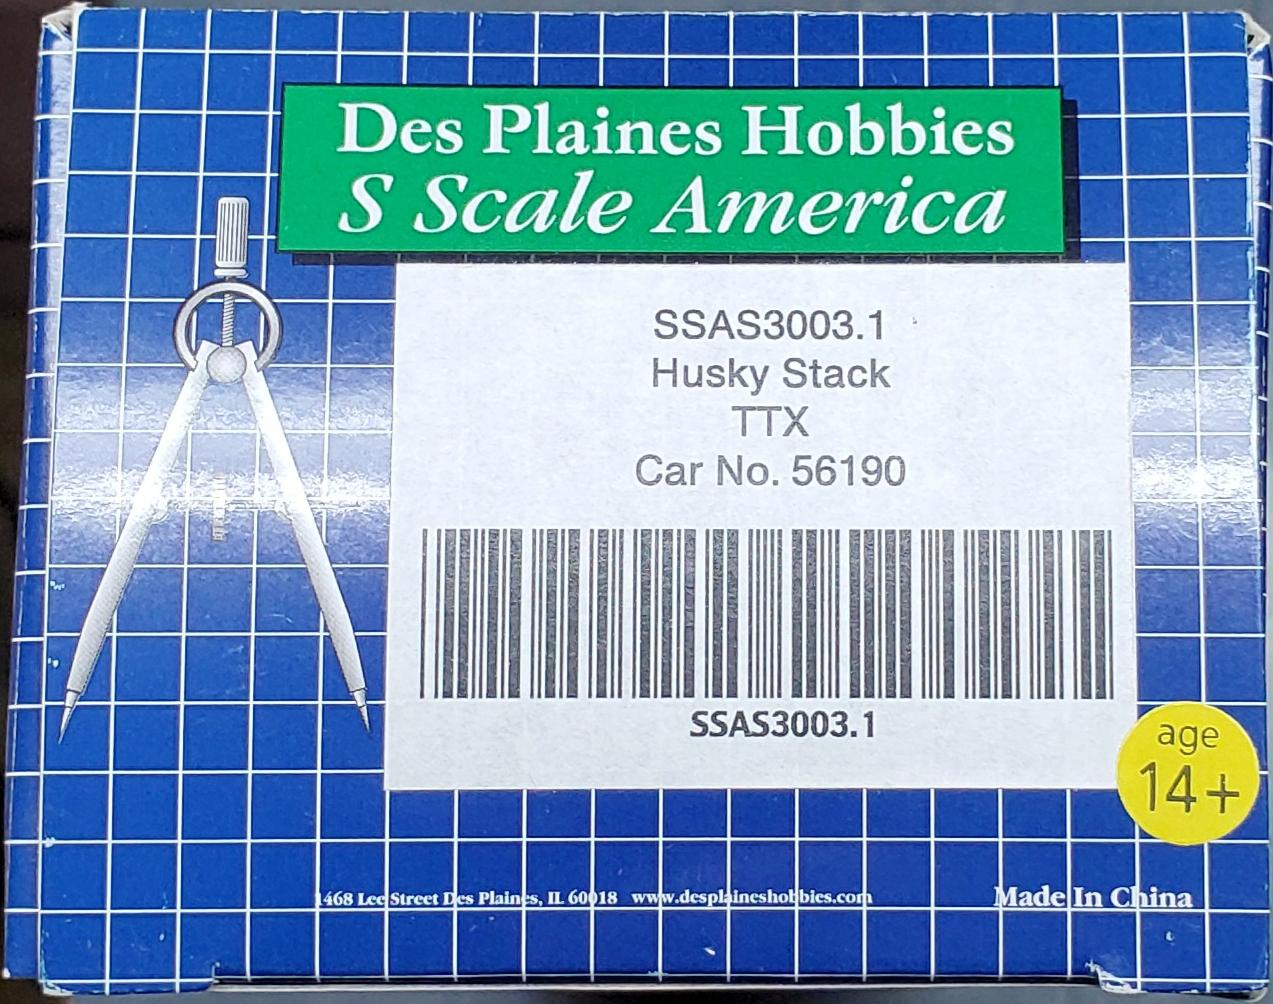 Des Plaines Hobbies
S Scale America
SSAS3003.1
Husky Stack
TTX
Car No. 56190
SSAS3003.1
age
14+
1468 Lee Street Des Plaines, IL 60018 www.desplaineshobbies.com
Made In China